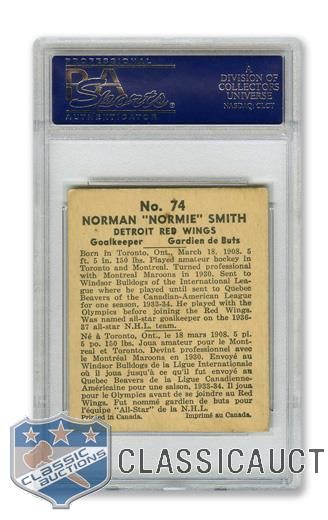 PROFESSIONAL
PSA
Sports
AUTHENTICATOR
A
DIVISION OF
COLLECTORS
UNIVERSE
NASDAQ: CLCT
No. 74
NORMAN "NORMIE" SMITH
DETROIT RED WINGS
Goalkeeper Gardien de Buts
Born in Toronto, Ont., March 18, 1908. 5
ft. 5 in. 150 lbs. Played amateur hockey in
Toronto and Montreal. Turned professional
with Montreal Maroons in 1930. Sent to
Windsor Bulldogs of the International League
where he played until sent to Quebec
Beavers of the Canadian-American League
for one season, 1933-34. He played with the
Olympics before joining the Red Wings.
Was named all-star goalkeeper on the 1936-
37 all-star N.H.L. team.
Né à Toronto, Ont., le 18 mars 1908. 5 pi.
5 po. 150 lbs. Joua amateur pour le Mont-
real et Toronto. Devint professionel avec
le Montréal Maroons en 1930. Envoyé au
Windsor Bulldogs de la Ligue International
où il joua jusqu'à ce qu'il fut envoyé au
Quebec Beavers de la Ligue Canadienne-
Américaine pour une saison, 1933-34. Il
joua pour Olympics avant de se joindre au
Red Wings. Fut nommé gardien de buts
pour l'équipe "All-Star" de la N.H.L.
Printed in Canada. Imprimé au Canada.
CLASSIC
AUCTIONS
CLASSICAUCT